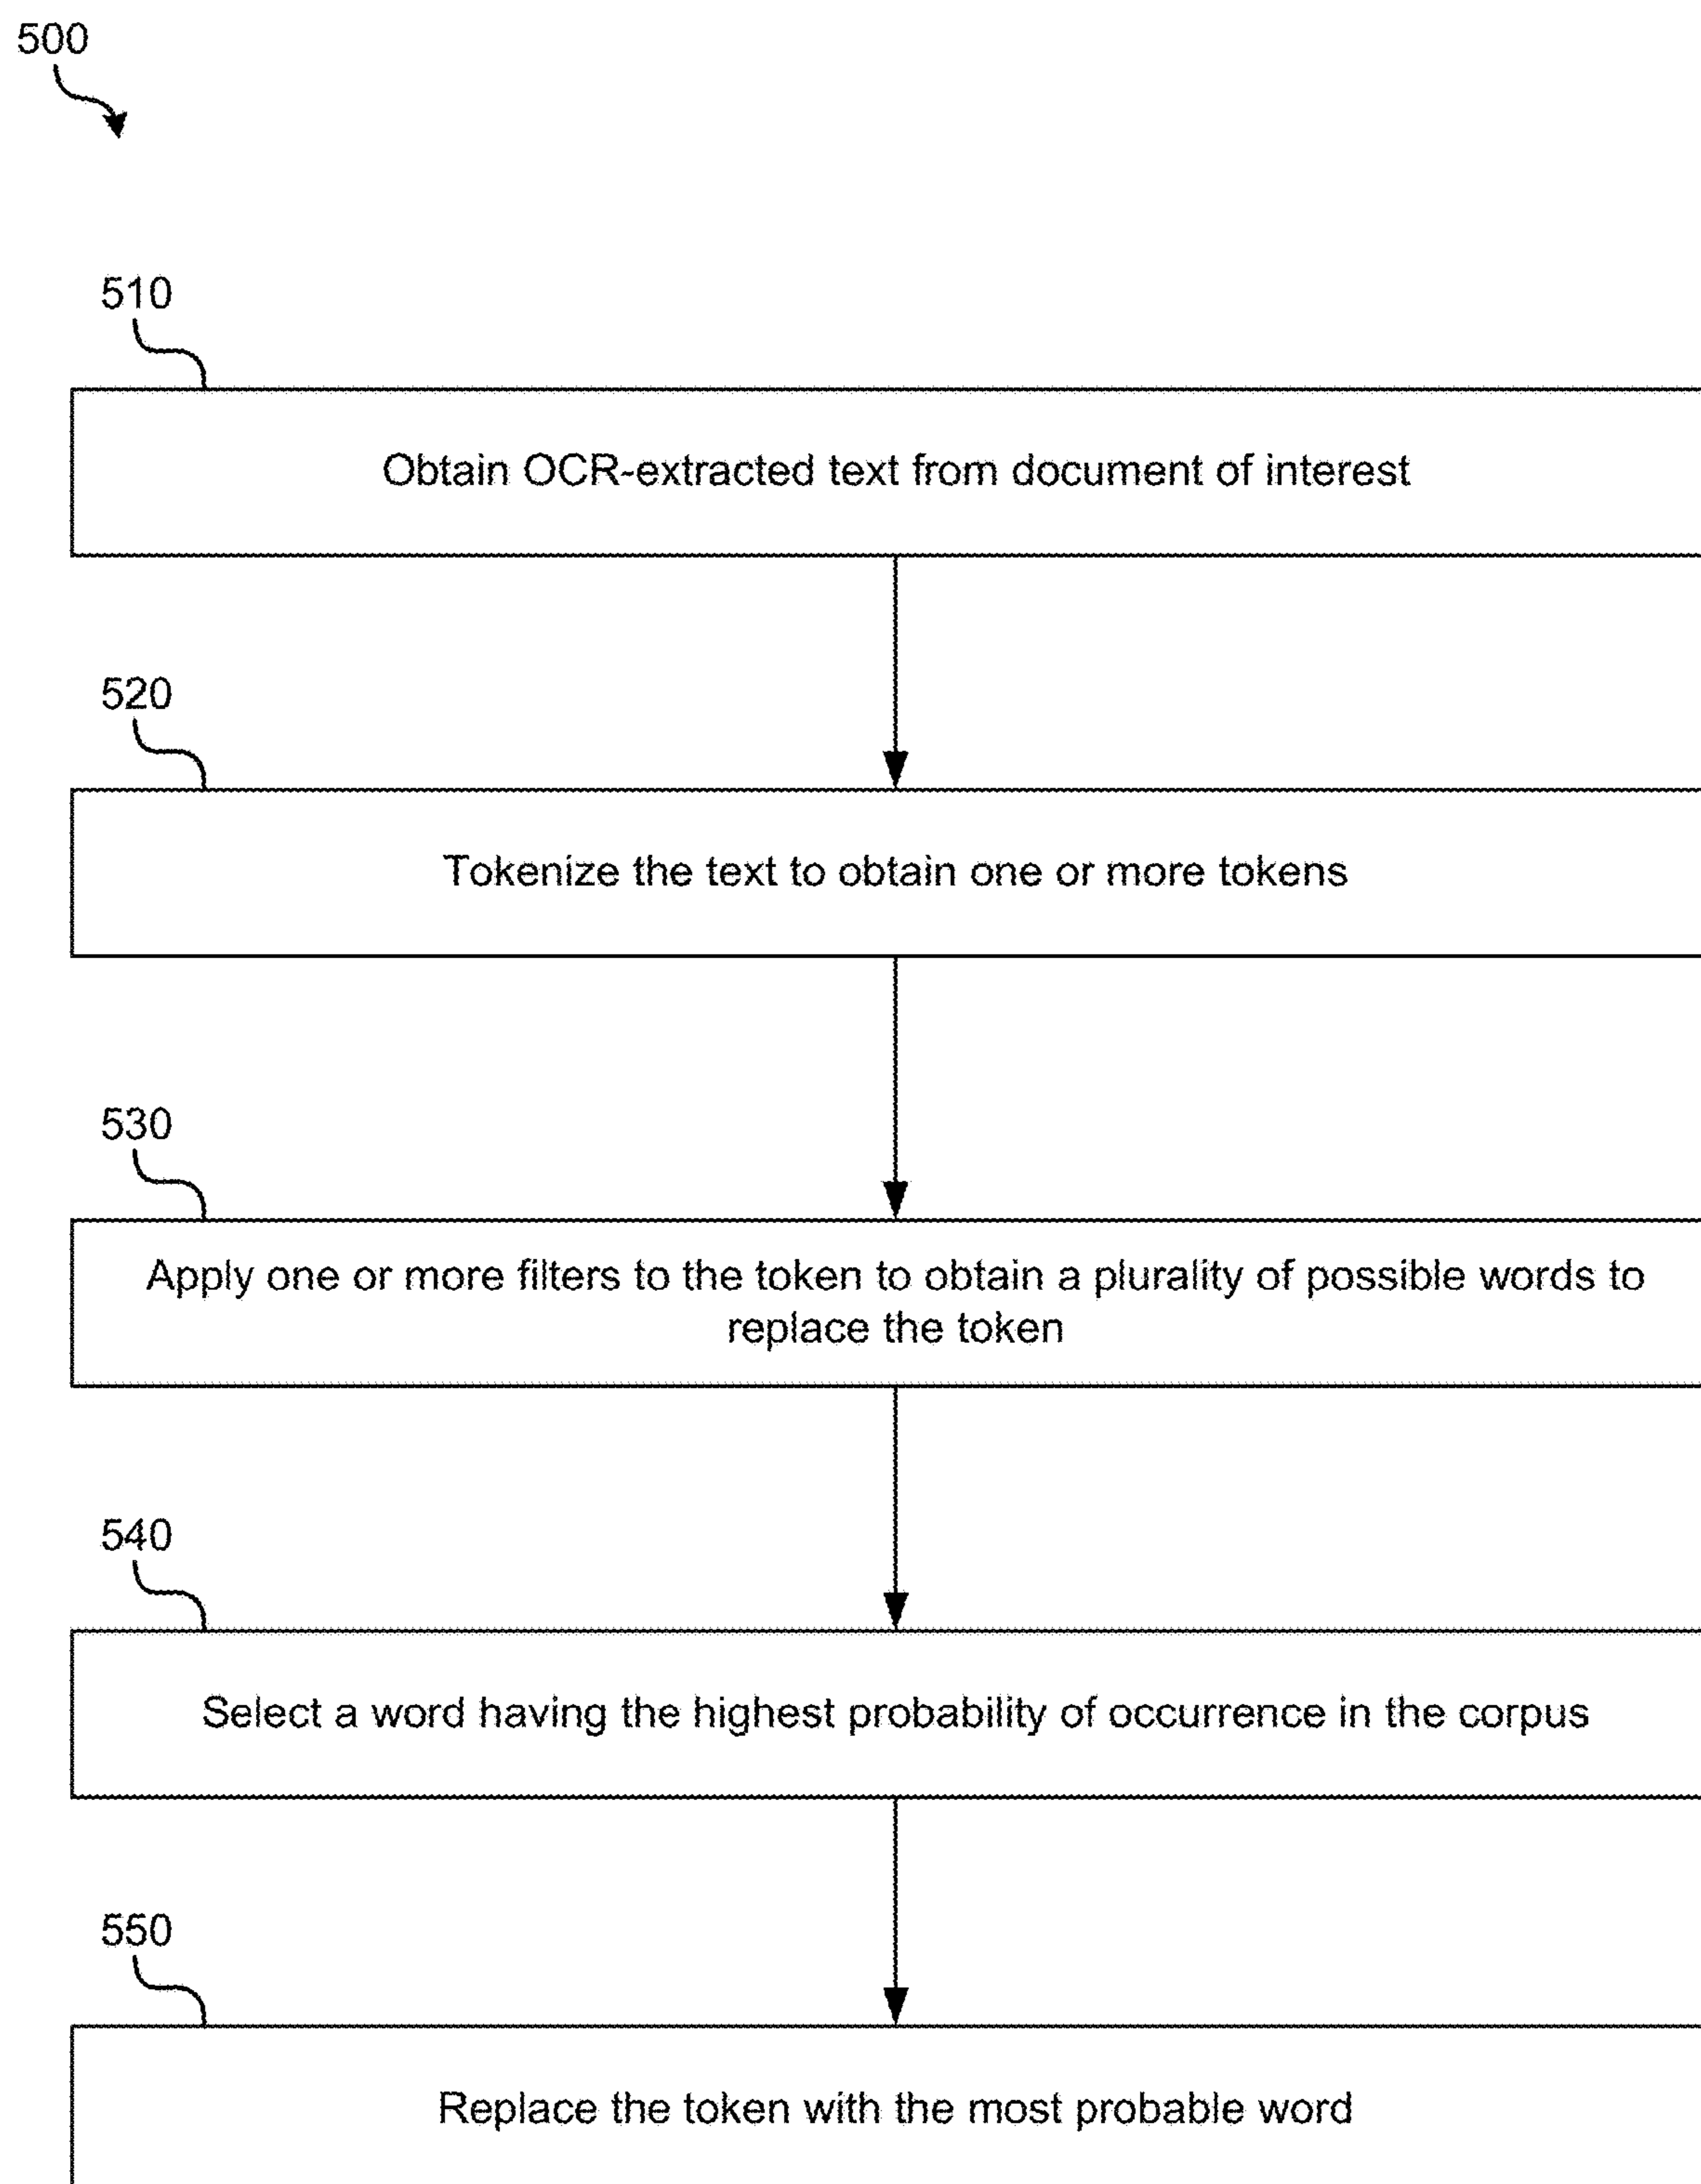 500
510
Obtain OCR-extracted text from document of interest
520
Tokenize the text to obtain one or more tokens
530
Apply one or more filters to the token to obtain a plurality of possible words to
replace the token
540
Select a word having the highest probability of occurrence in the corpus
550
Replace the token with the most probable word